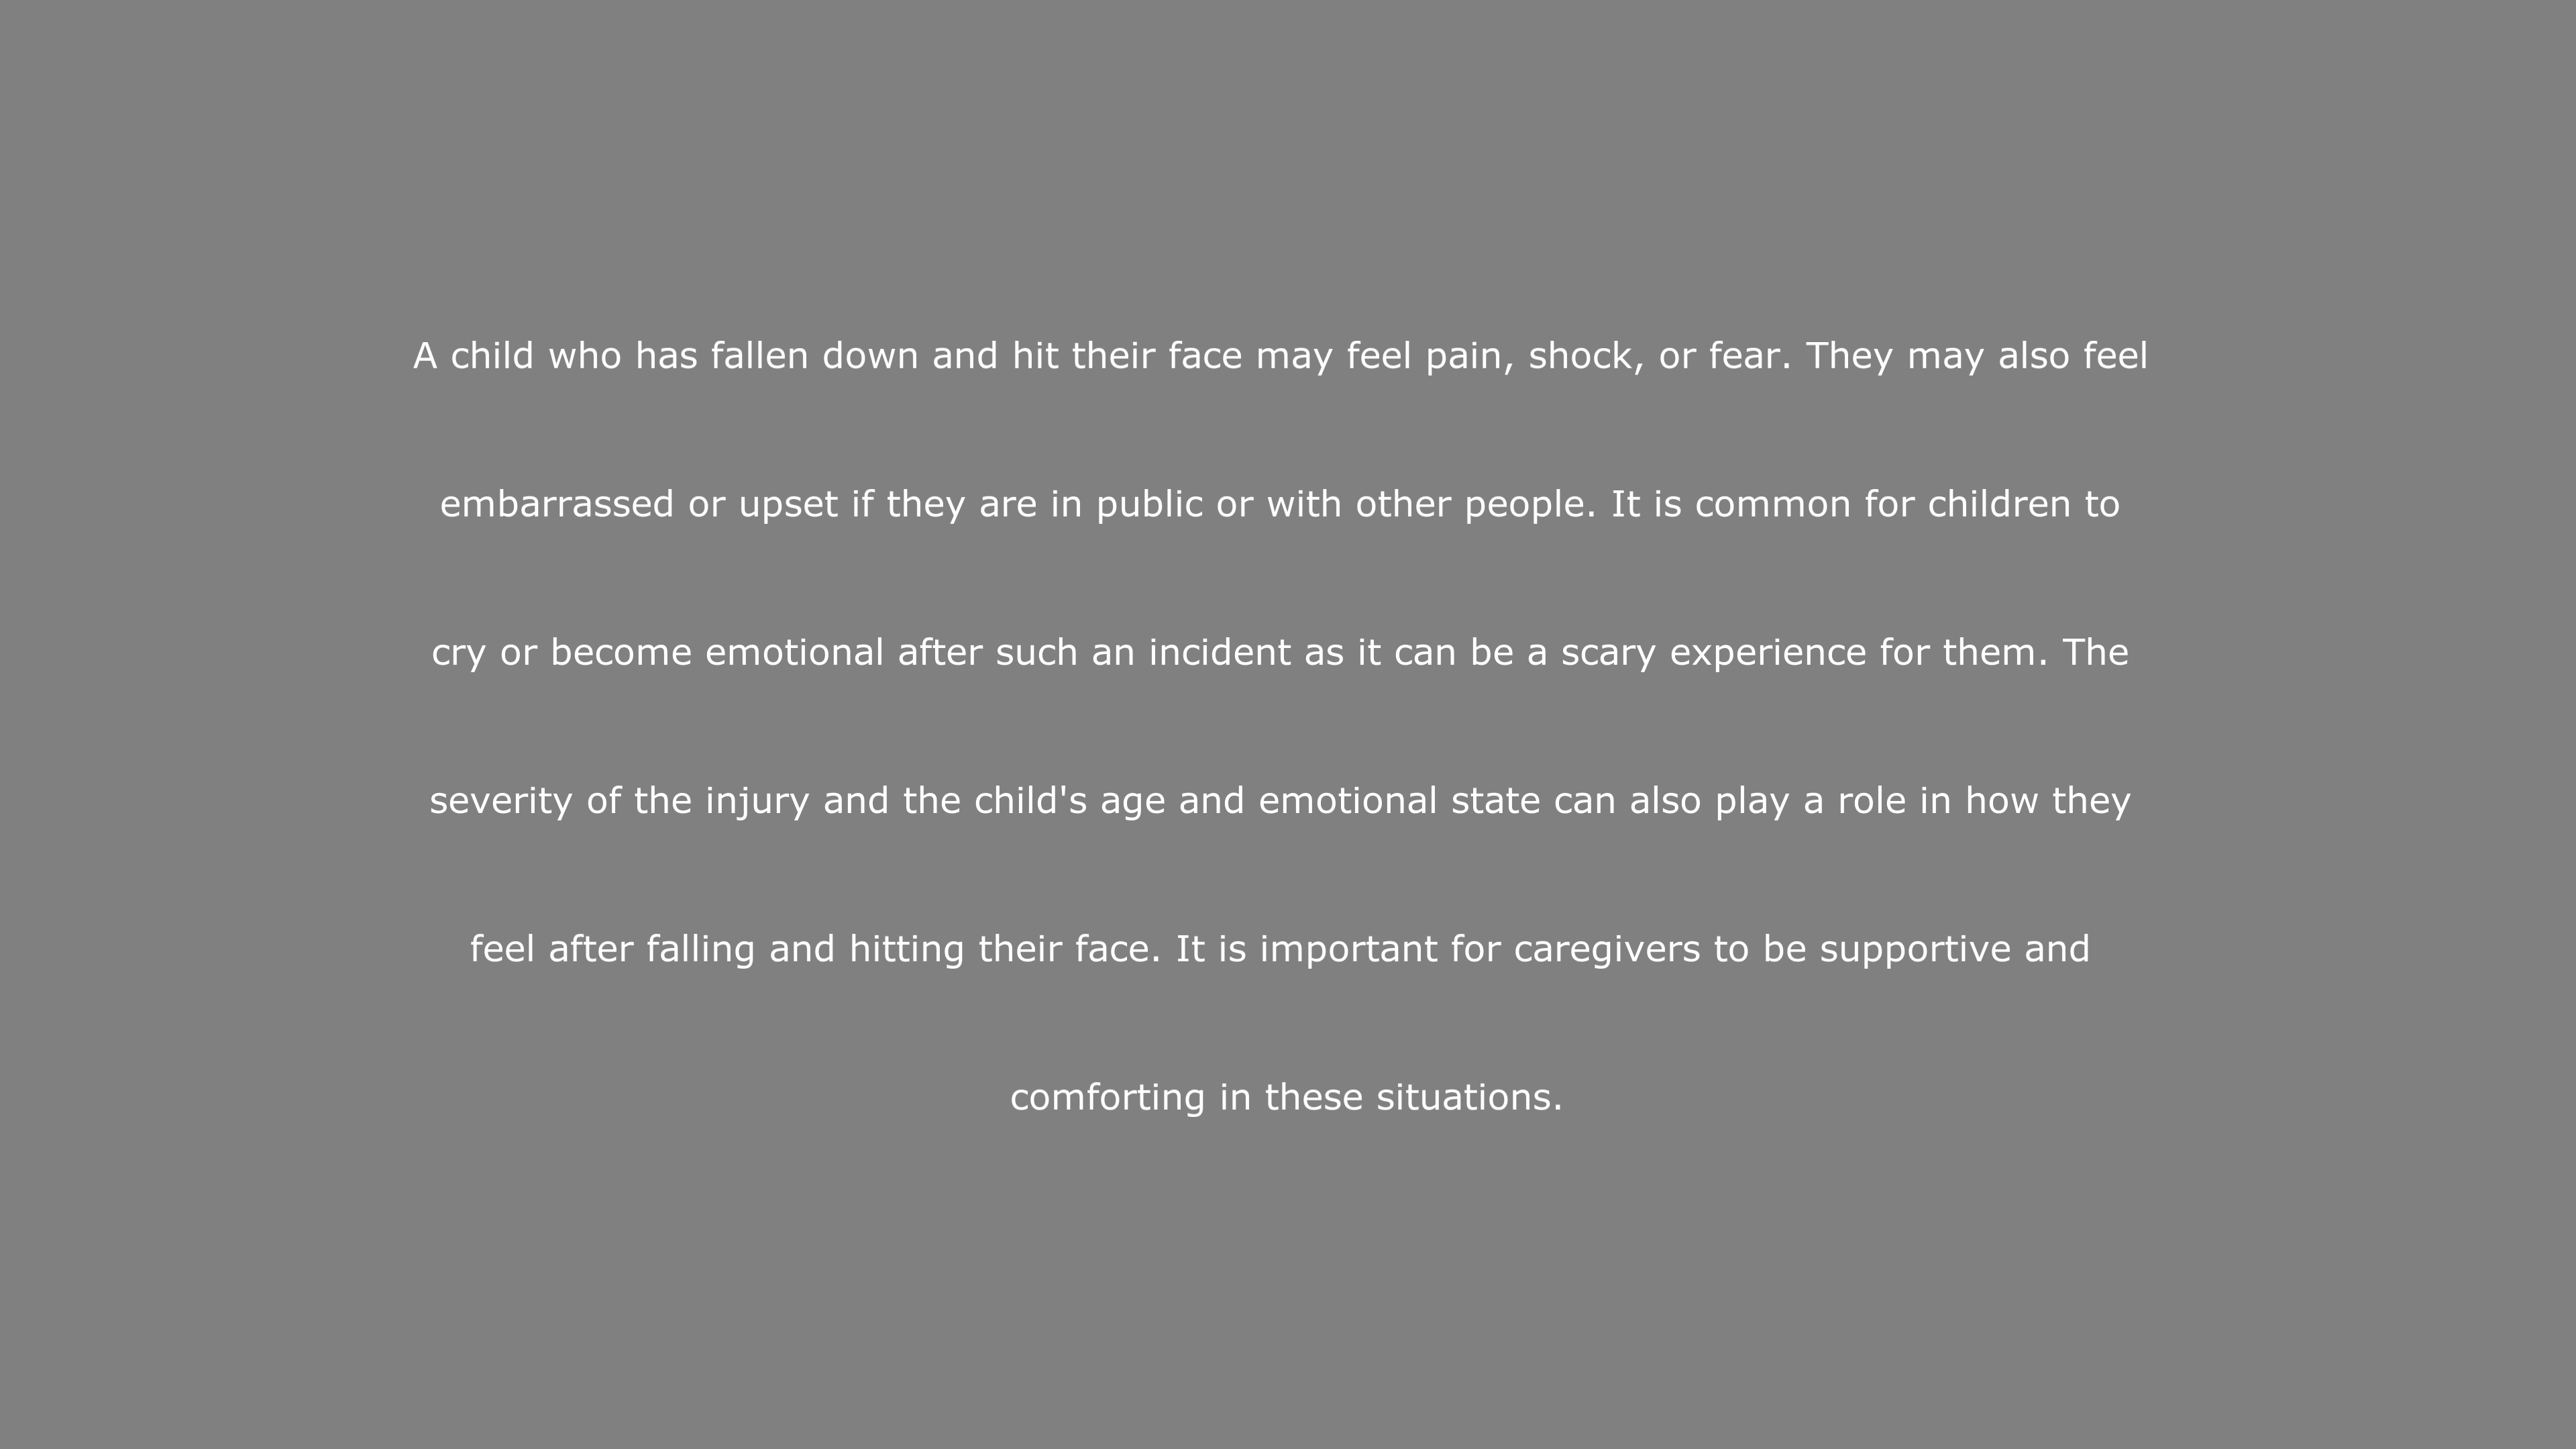 A child who has fallen down and hit their face may feel pain, shock, or fear. They may also feel
embarrassed or upset if they are in public or with other people. It is common for children to
cry or become emotional after such an incident as it can be a scary experience for them. The
severity of the injury and the child's age and emotional state can also play a role in how they
feel after falling and hitting their face. It is important for caregivers to be supportive and
comforting in these situations.